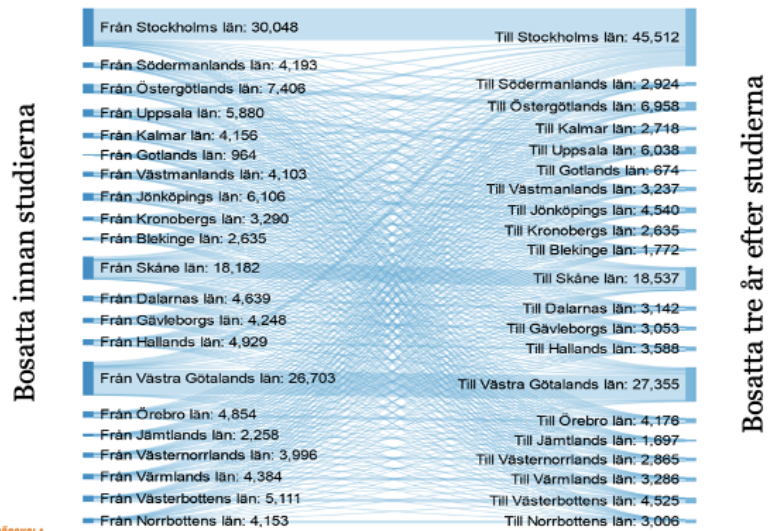 Bosatta innan studierna
Från Stockholms län: 30,048
Från Södermanlands län: 4,193
Från Östergötlands län: 7,406
Från Uppsala län: 5,880
Från Kalmar län: 4,156
Från Gotlands län: 964
Från Västmanlands län: 4,103
Från Jönköpings län: 6,106
Från Kronobergs län: 3,290
Från Blekinge län: 2,635
Från Skåne län: 18,182
Från Dalarnas län: 4,639
Från Gävleborgs län: 4,248
Från Hallands län: 4,929
Från Västra Götalands län: 26,703
Från Örebro län: 4,854
Från Jämtlands län: 2,258
Från Västernorrlands län: 3,996
Från Värmlands län: 4,384
Från Västerbottens län: 5,111
Från Norrbottens län: 4,153
Till Stockholms län: 45,512
Till Södermanlands län: 2,924
Till Östergötlands län: 6,958
Till Kalmar län: 2,718
Till Uppsala län: 6,038
Till Gotlands län: 674
Till Västmanlands län: 3,237
Till Jönköpings län: 4,540
Till Kronobergs län: 2,635
Till Blekinge län: 1,772
Till Skåne län: 18,537
Till Dalarnas län: 3,142
Till Gävleborgs län: 3,053
Till Hallands län: 3,588
Till Västra Götalands län: 27,355
Till Örebro län: 4,176
Till Jämtlands län: 1,697
Till Västernorrlands län: 2,865
Till Värmlands län: 3,286
Till Västerbottens län: 4,525
Till Norrbottens län: 3,006
Bosatta tre år efter studierna